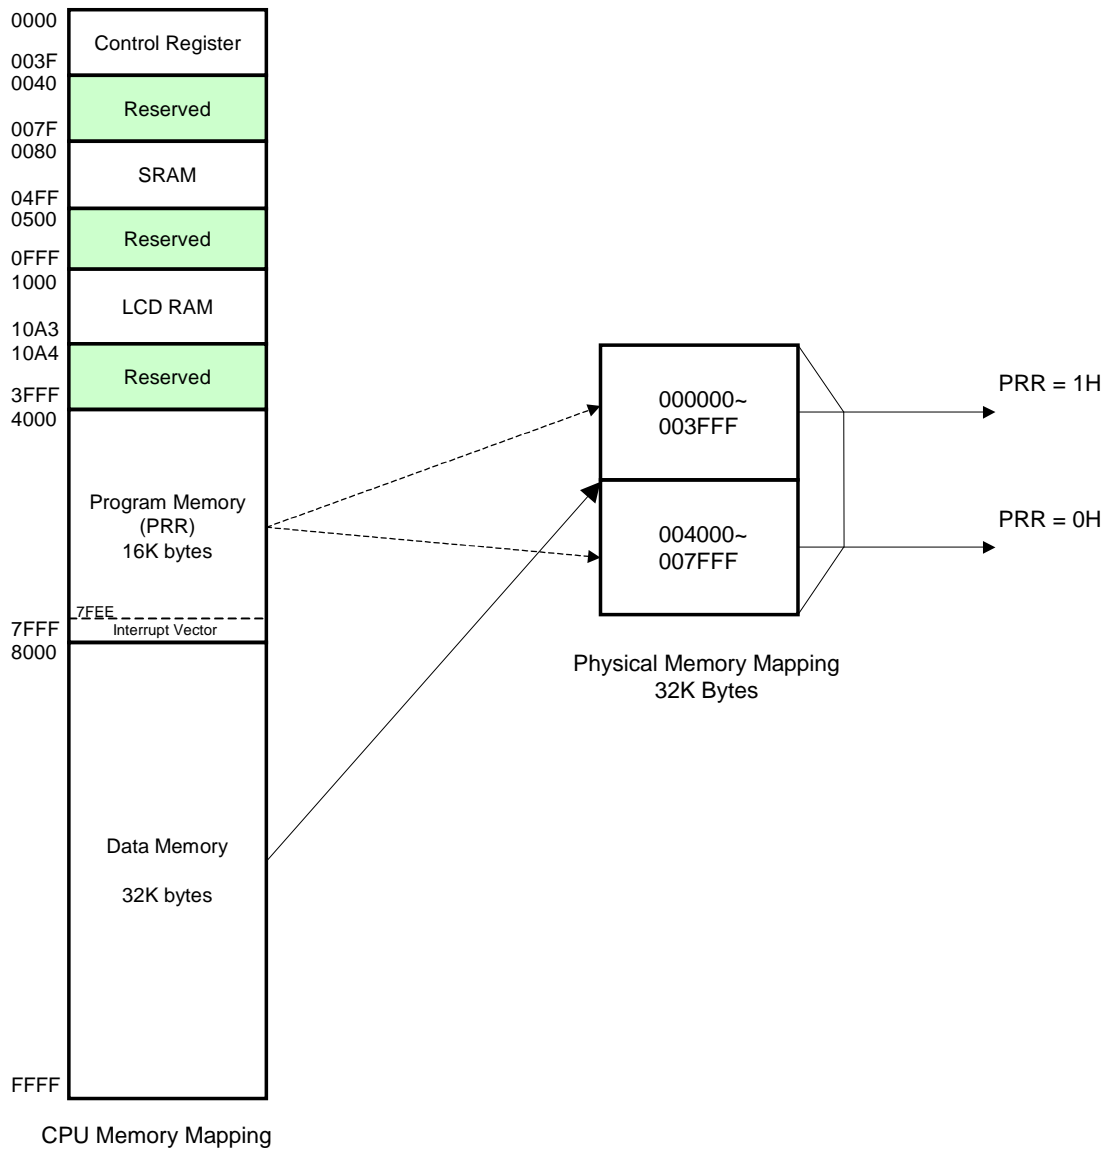 0000
Control Register
003F
0040
Reserved
007F
0080
SRAM
04FF
0500
Reserved
0FFF
1000
LCD RAM
10A3
10A4
Reserved
3FFF
4000
Program Memory
(PRR)
16K bytes
7FEE
Interrupt Vector
7FFF
8000
Data Memory
32K bytes
FFFF
CPU Memory Mapping
000000~
003FFF
004000~
007FFF
Physical Memory Mapping
32K Bytes
PRR = 1H
PRR = 0H